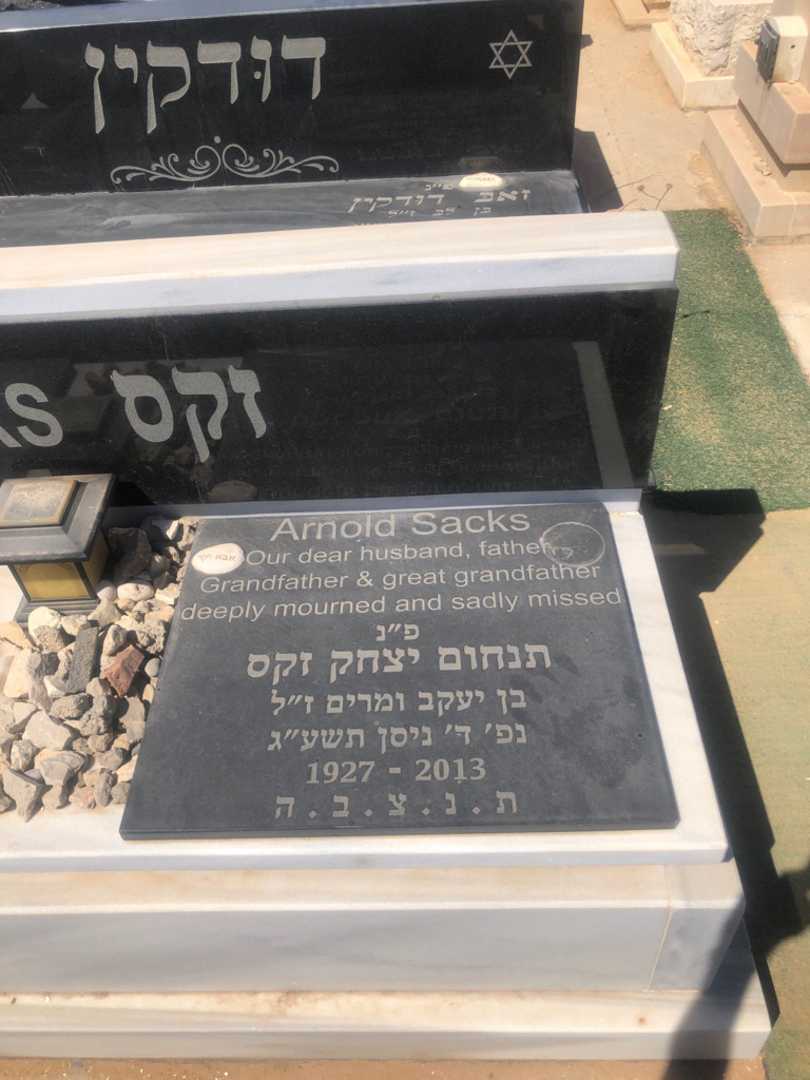 דודקין
פ״נ
זאב דודקין
זקס
Arnold Sacks
Our dear husband, father,
Grandfather & great grandfather
deeply mourned and sadly missed
פ״נ
תנחום יצחק זקס
בן יעקב ומרים ז״ל
נפ׳ ד׳ ניסן תשע״ג
1927 - 2013
ת . נ . צ . ב . ה